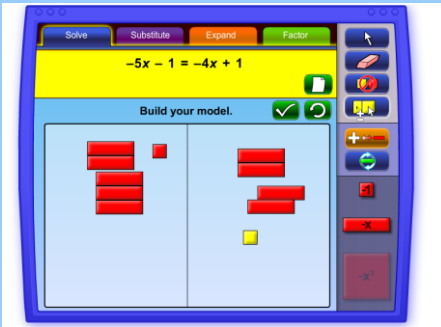 Solve Substitute Expand Factor
−5x − 1 = −4x + 1
Build your model.
-1
-x
-x²